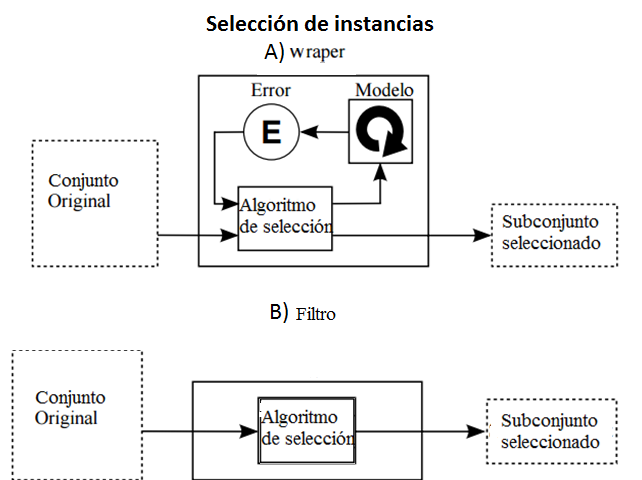 Selección de instancias
A) wraper
Error
Modelo
E
Conjunto
Original
Algoritmo
de selección
Subconjunto
seleccionado
B) Filtro
Conjunto
Original
Algoritmo
de selección
Subconjunto
seleccionado